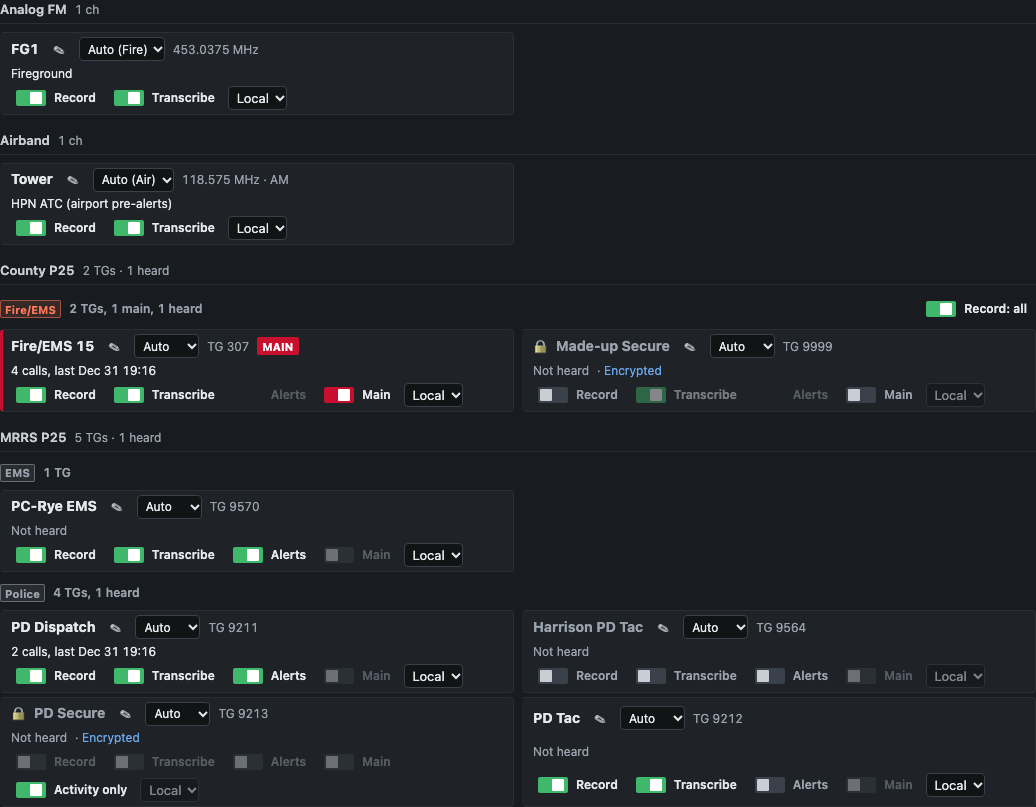 Analog FM 1 ch
FG1 Auto (Fire) 453.0375 MHz
Fireground
Record Transcribe Local
Airband 1 ch
Tower Auto (Air) 118.575 MHz · AM
HPN ATC (airport pre-alerts)
Record Transcribe Local
County P25 2 TGs · 1 heard
Fire/EMS 2 TGs, 1 main, 1 heard Record: all
Fire/EMS 15 Auto TG 307 MAIN
4 calls, last Dec 31 19:16
Record Transcribe Alerts Main Local
Made-up Secure Auto TG 9999
Not heard · Encrypted
Record Transcribe Alerts Main Local
MRRS P25 5 TGs · 1 heard
EMS 1 TG
PC-Rye EMS Auto TG 9570
Not heard
Record Transcribe Alerts Main Local
Police 4 TGs, 1 heard
PD Dispatch Auto TG 9211
2 calls, last Dec 31 19:16
Record Transcribe Alerts Main Local
Harrison PD Tac Auto TG 9564
Not heard
Record Transcribe Alerts Main Local
PD Secure Auto TG 9213
Not heard · Encrypted
Record Transcribe Alerts Main
Activity only Local
PD Tac Auto TG 9212
Not heard
Record Transcribe Alerts Main Local